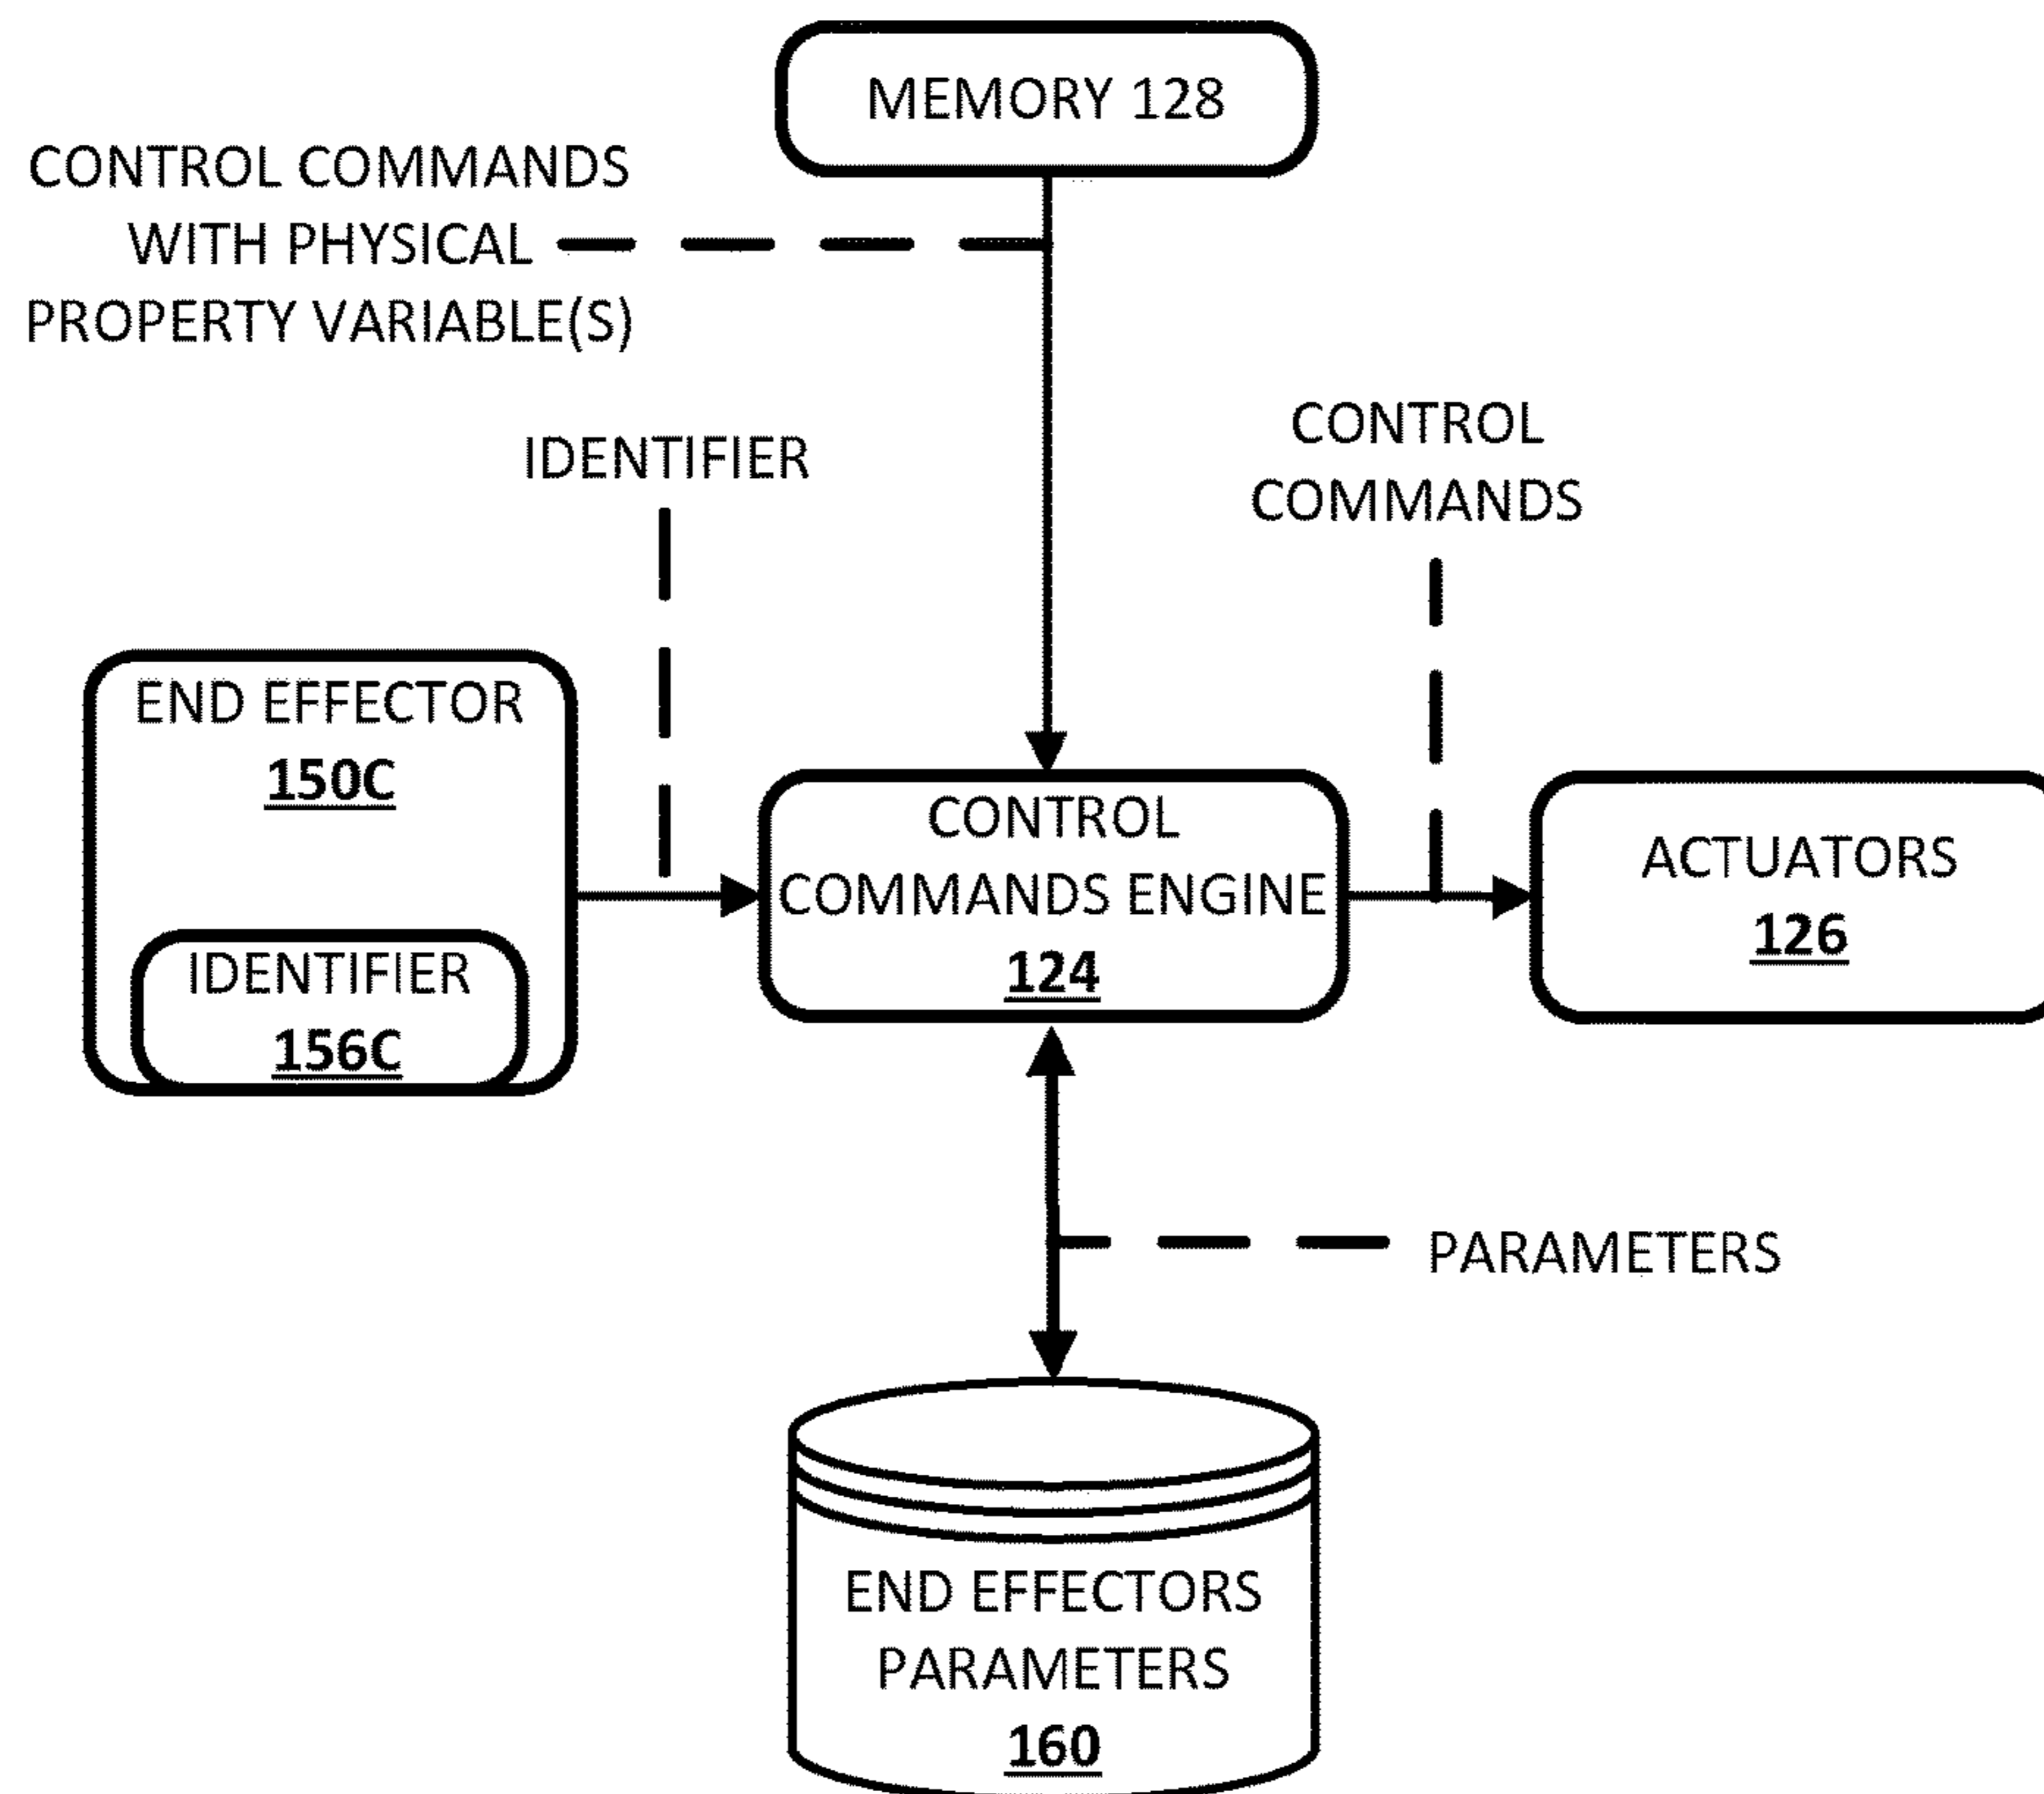 MEMORY 128
CONTROL COMMANDS
WITH PHYSICAL
PROPERTY VARIABLE(S)
IDENTIFIER
CONTROL
COMMANDS
END EFFECTOR
150C
IDENTIFIER
156C
CONTROL
COMMANDS ENGINE
124
ACTUATORS
126
PARAMETERS
END EFFECTORS
PARAMETERS
160